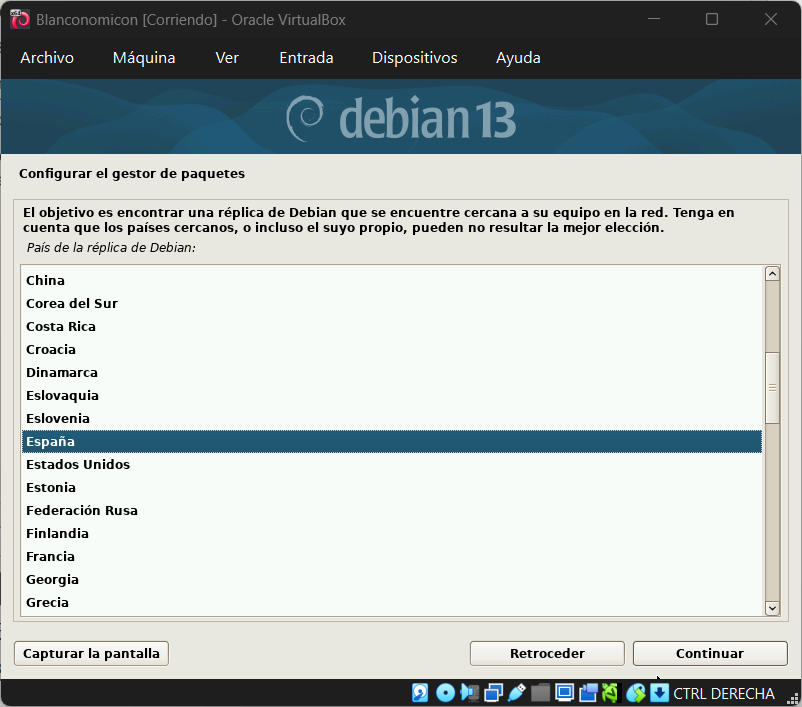 Blanconomicon [Corriendo] - Oracle VirtualBox
Archivo Máquina Ver Entrada Dispositivos Ayuda
debian 13
Configurar el gestor de paquetes
El objetivo es encontrar una réplica de Debian que se encuentre cercana a su equipo en la red. Tenga en
cuenta que los países cercanos, o incluso el suyo propio, pueden no resultar la mejor elección.
País de la réplica de Debian:
China
Corea del Sur
Costa Rica
Croacia
Dinamarca
Eslovaquia
Eslovenia
España
Estados Unidos
Estonia
Federación Rusa
Finlandia
Francia
Georgia
Grecia
Capturar la pantalla Retroceder Continuar
CTRL DERECHA